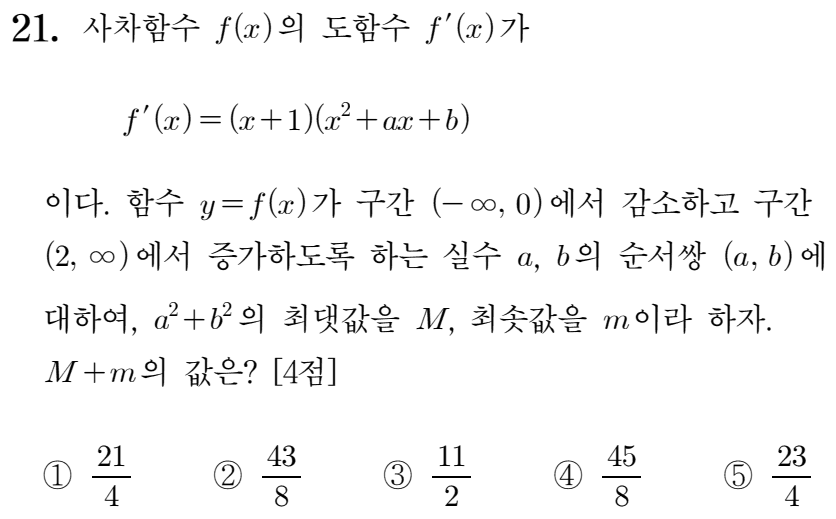 21. 사차함수 f(x)의 도함수 f′(x)가
f′(x)=(x+1)(x²+ax+b)
이다. 함수 y=f(x)가 구간 (−∞, 0)에서 감소하고 구간
(2, ∞)에서 증가하도록 하는 실수 a, b의 순서쌍 (a, b)에
대하여, a²+b²의 최댓값을 M, 최솟값을 m이라 하자.
M+m의 값은? [4점]
① 21/4 ② 43/8 ③ 11/2 ④ 45/8 ⑤ 23/4